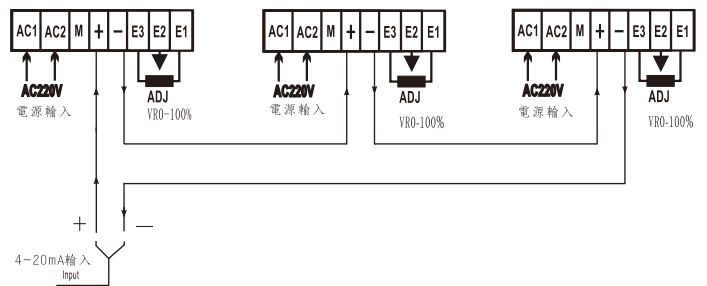 AC1 AC2 M + − E3 E2 E1
AC220V
電源輸入
ADJ
VR0-100%
AC1 AC2 M + − E3 E2 E1
AC220V
電源輸入
ADJ
VR0-100%
AC1 AC2 M + − E3 E2 E1
AC220V
電源輸入
ADJ
VR0-100%
+ —
4-20mA輸入
Input